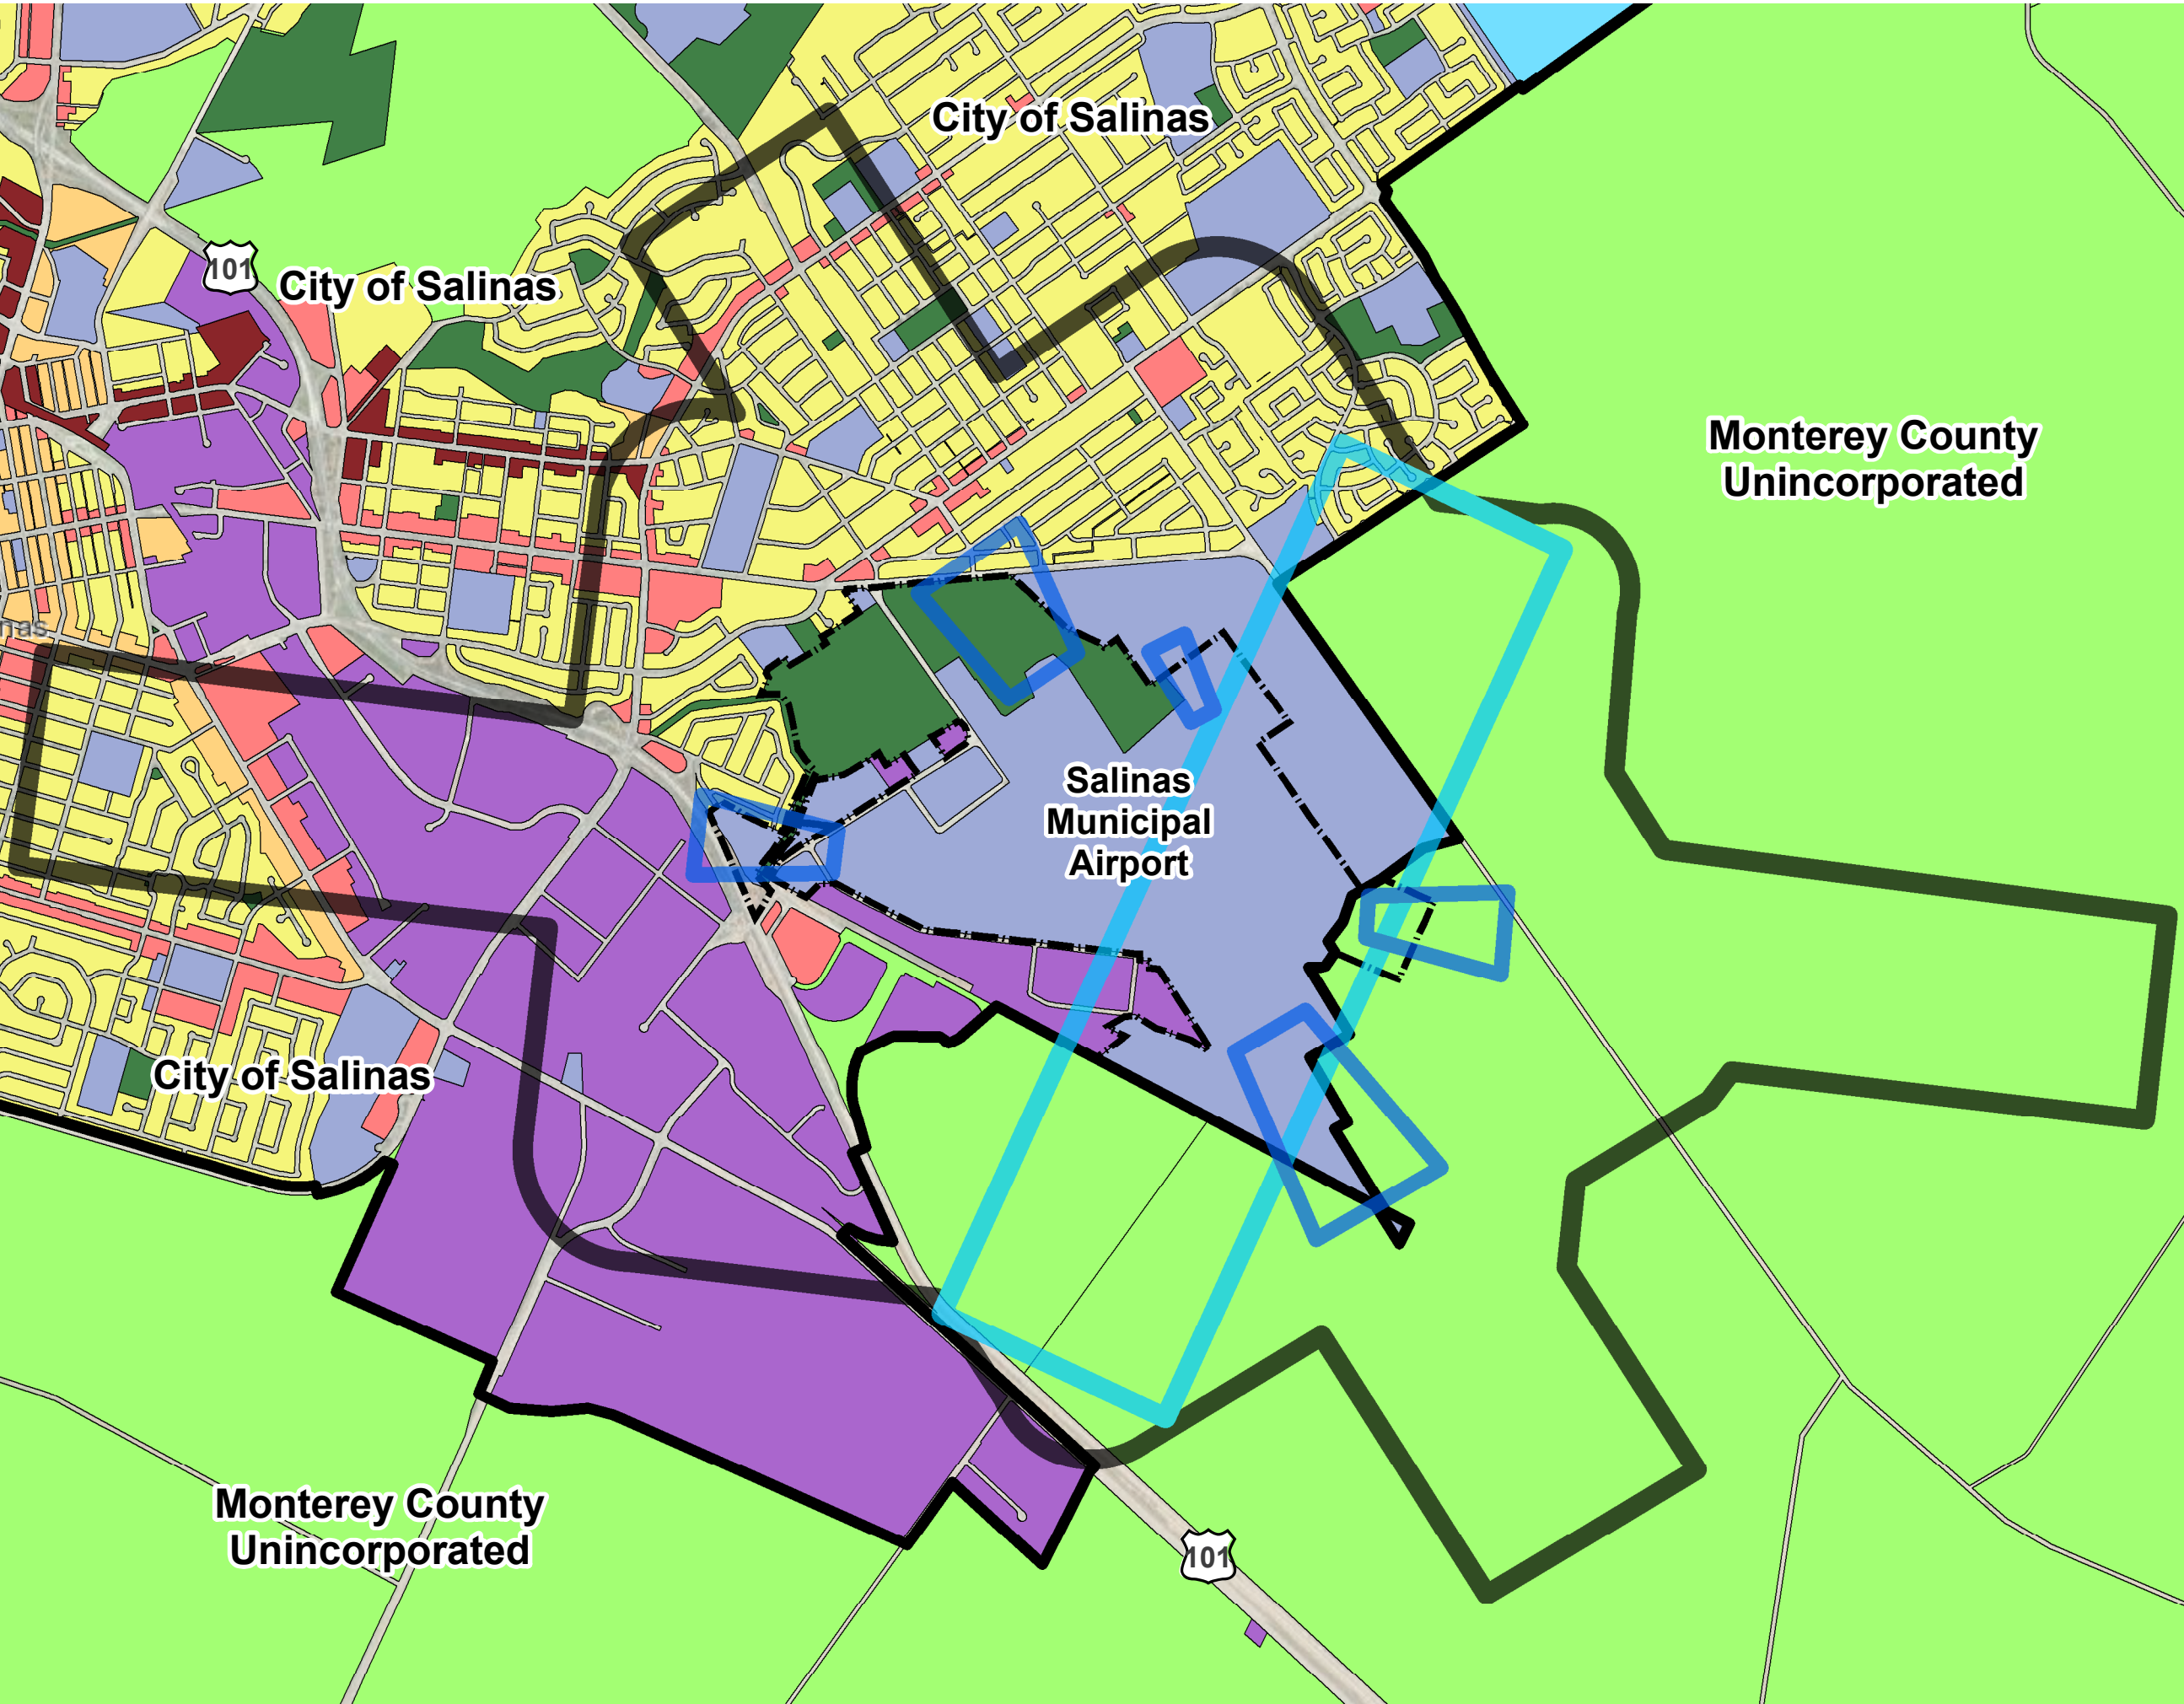 City of Salinas
101
City of Salinas
Monterey County
Unincorporated
nas
Salinas
Municipal
Airport
City of Salinas
Monterey County
Unincorporated
101